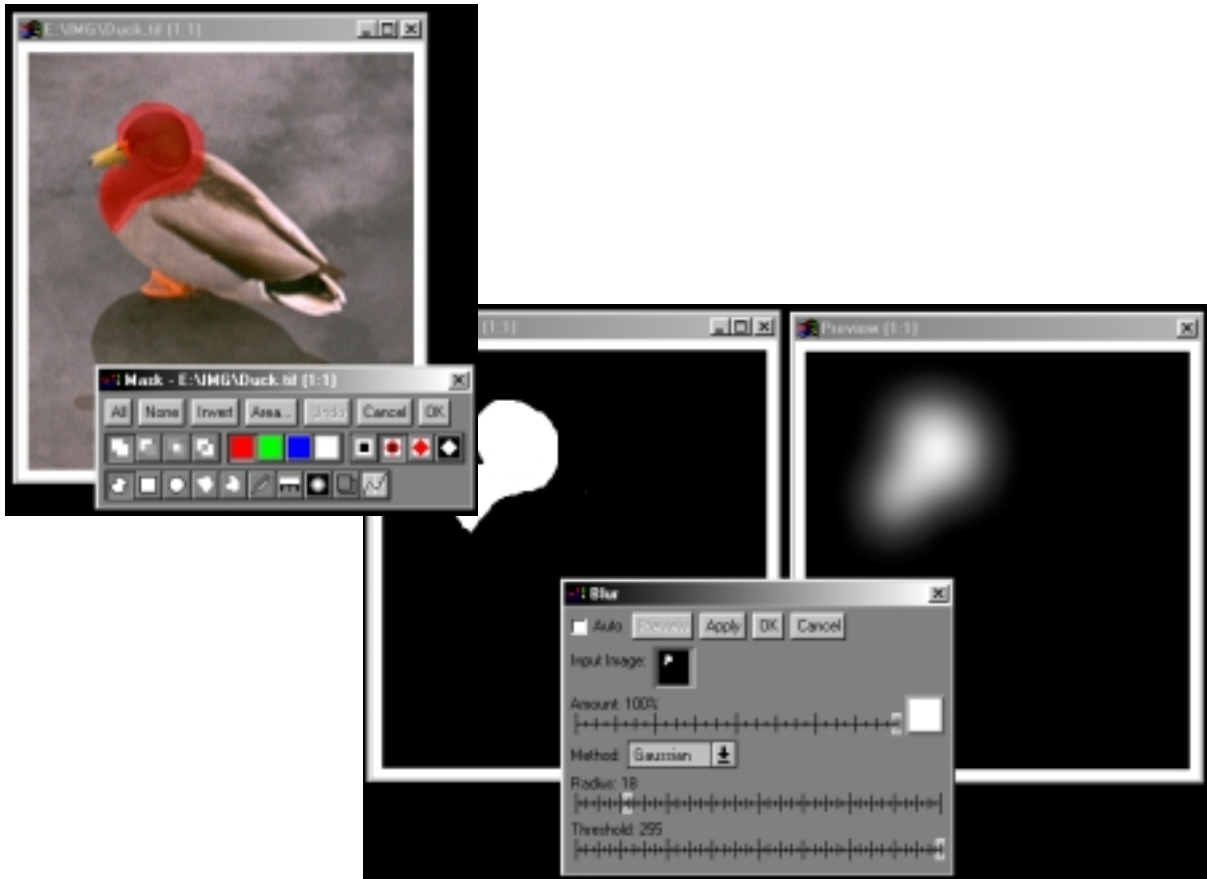 E:\IMG\Duck.tif (1:1)
Mask - E:\IMG\Duck.tif (1:1)
All None Invert Area... Undo Cancel OK
(1:1)
Preview (1:1)
Blur
Auto Preview Apply OK Cancel
Input Image:
Amount: 100%
Method: Gaussian
Radius: 18
Threshold: 255